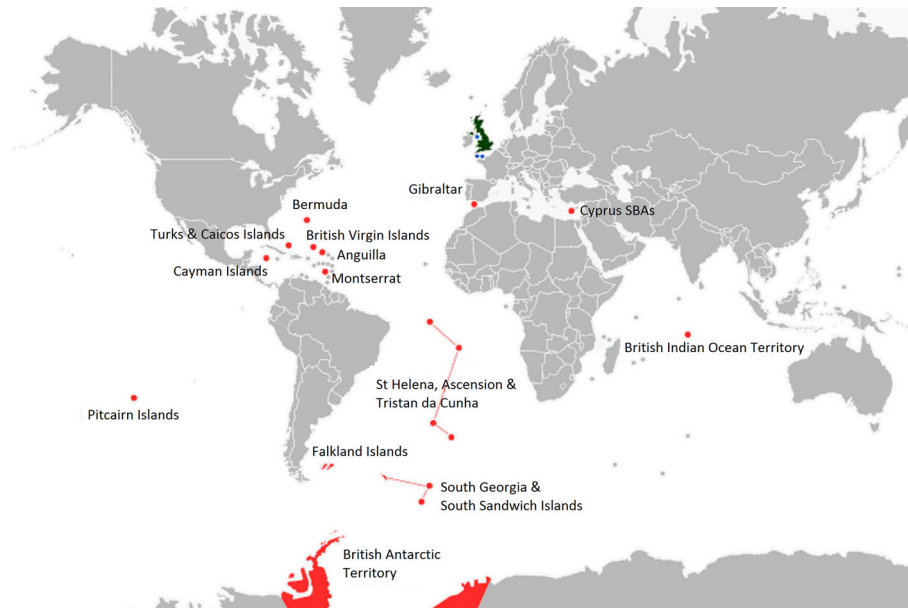 Gibraltar
Bermuda
Cyprus SBAs
Turks & Caicos Islands
British Virgin Islands
Anguilla
Cayman Islands
Montserrat
British Indian Ocean Territory
St Helena, Ascension &
Tristan da Cunha
Pitcairn Islands
Falkland Islands
South Georgia &
South Sandwich Islands
British Antarctic
Territory